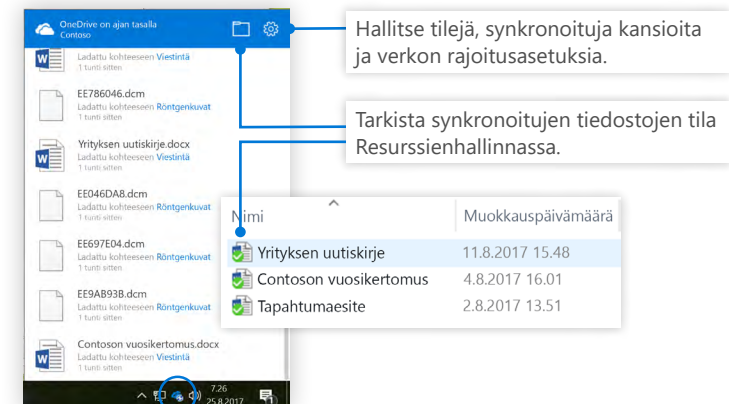 OneDrive on ajan tasalla
Contoso
Ladattu kohteeseen Viestintä
1 tunti sitten
EE786046.dcm
Ladattu kohteeseen Röntgenkuvat
1 tunti sitten
Yrityksen uutiskirje.docx
Ladattu kohteeseen Viestintä
1 tunti sitten
EE046DA8.dcm
Ladattu kohteeseen Röntgenkuvat
1 tunti sitten
EE697E04.dcm
Ladattu kohteeseen Röntgenkuvat
1 tunti sitten
EE9AB93B.dcm
Ladattu kohteeseen Röntgenkuvat
1 tunti sitten
Contoson vuosikertomus.docx
Ladattu kohteeseen Viestintä
1 tunti sitten
7.26
25.8.2017
1
Hallitse tilejä, synkronoituja kansioita
ja verkon rajoitusasetuksia.
Tarkista synkronoitujen tiedostojen tila
Resurssienhallinnassa.
Nimi Muokkauspäivämäärä
Yrityksen uutiskirje 11.8.2017 15.48
Contoson vuosikertomus 4.8.2017 16.01
Tapahtumaesite 2.8.2017 13.51